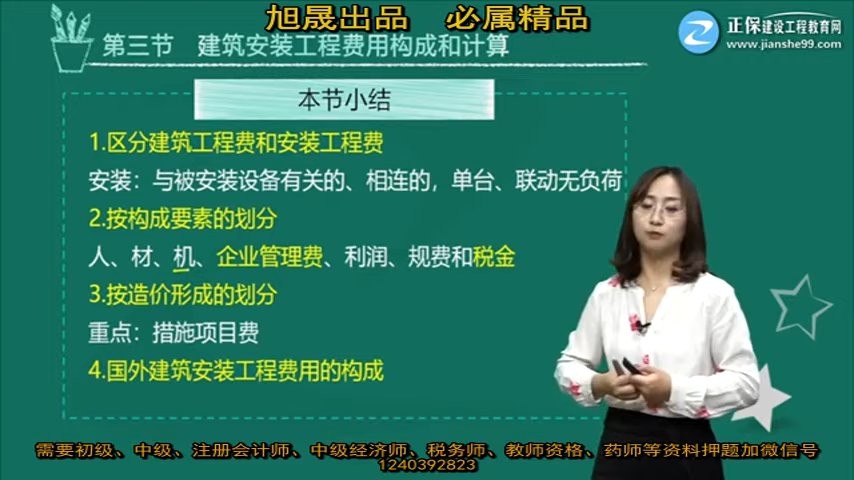 旭晟出品 必属精品
正保建设工程教育网
www.jianshe99.com
第三节 建筑安装工程费用构成和计算
本节小结
1.区分建筑工程费和安装工程费
安装：与被安装设备有关的、相连的，单台、联动无负荷
2.按构成要素的划分
人、材、机、企业管理费、利润、规费和税金
3.按造价形成的划分
重点：措施项目费
4.国外建筑安装工程费用的构成
需要初级、中级、注册会计师、中级经济师、税务师、教师资格、药师等资料押题加微信号
1240392823